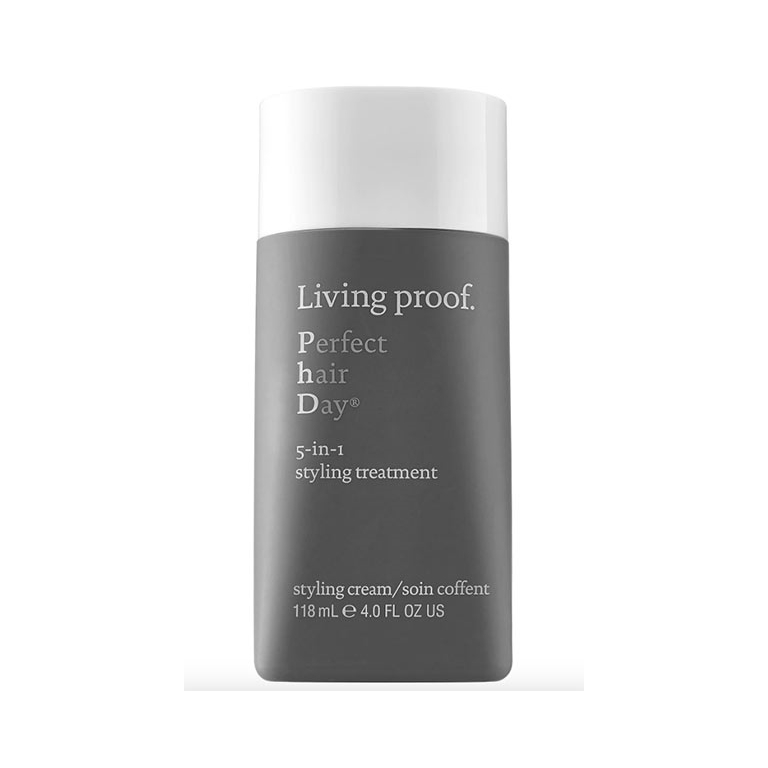 Living proof.
Perfect
hair
Day®
5-in-1
styling treatment
styling cream/soin coffent
118 mL ℮ 4.0 FL OZ US